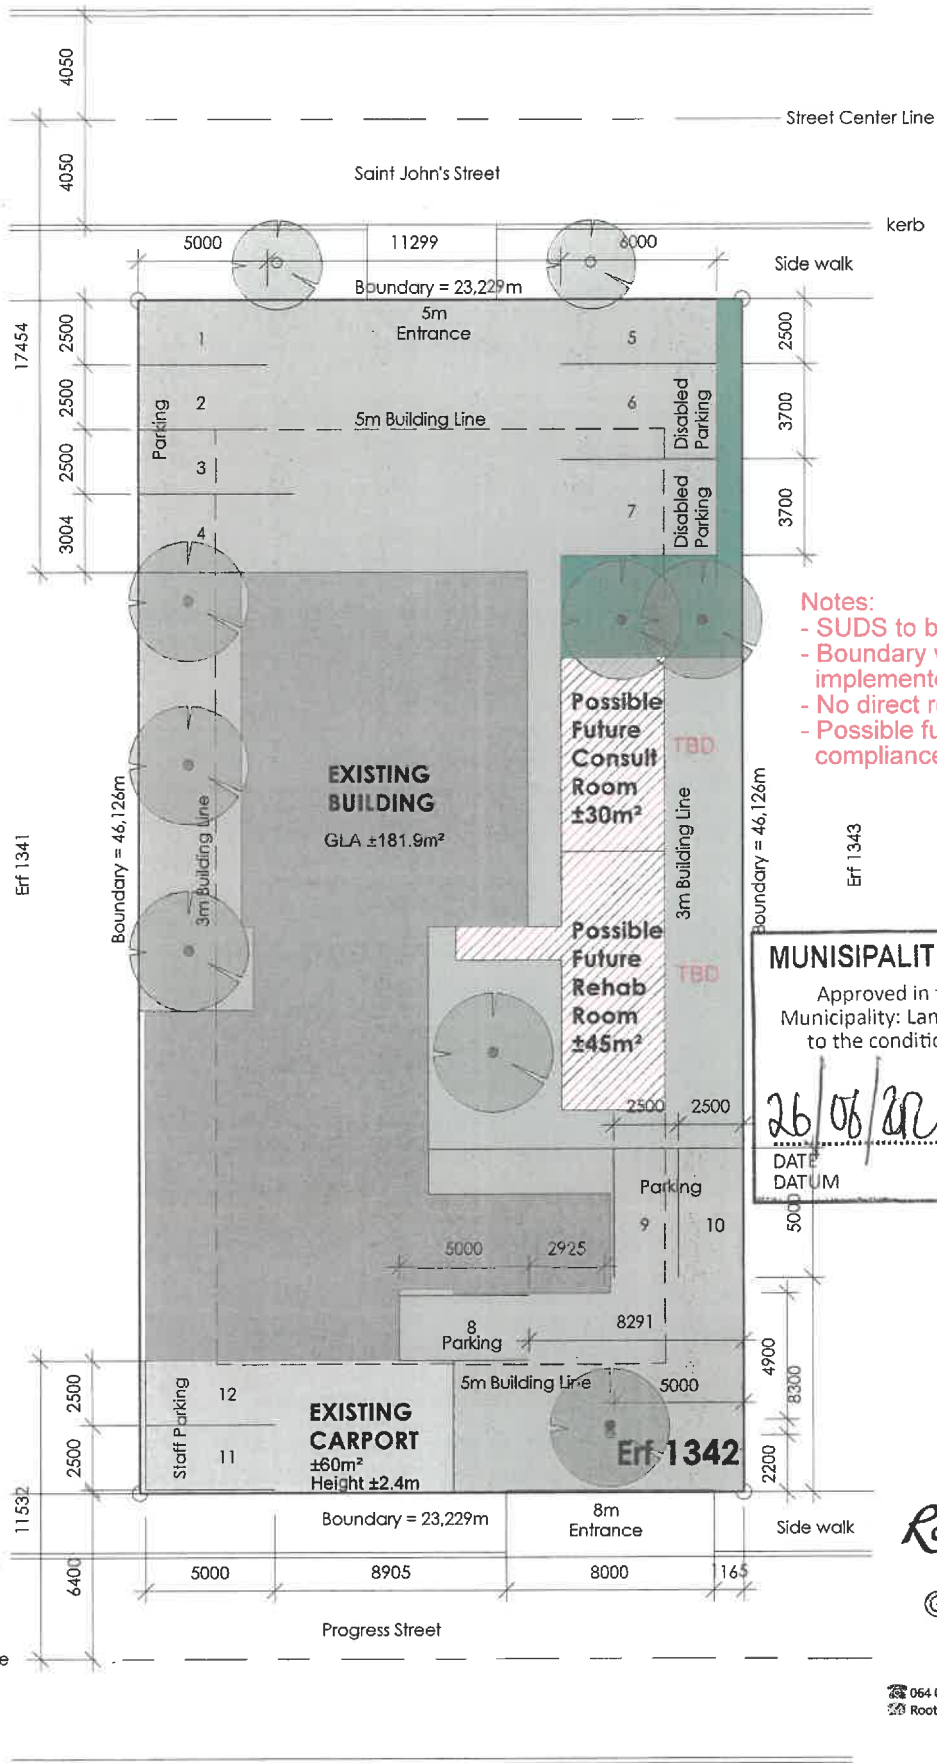 4050
Street Center Line
4050
Saint John's Street
kerb
5000
11299
6000
Side walk
Boundary = 23,229m
5m
Entrance
17454
2500
1
5
2500
2500
Parking
2
5m Building Line
6
Disabled
Parking
3700
2500
3
7
Disabled
Parking
3700
3004
4
Notes:
- SUDS to b
- Boundary
implement
- No direct
- Possible fu
compliance
Possible
Future
Consult
Room
±30m²
TBD
EXISTING
BUILDING
GLA ±181.9m²
Erf 1341
Boundary = 46,126m
3m Building Line
3m Building Line
Boundary = 46,126m
Erf 1343
Possible
Future
Rehab
Room
±45m²
TBD
MUNISIPALIT
Approved in
Municipality: Lan
to the conditi
26/06/
DATE
DATUM
2500
2500
Parking
9
10
5000
5000
2925
8
Parking
8291
4900
8300
5m Building Line
5000
2500
Staff Parking
12
11
2500
EXISTING
CARPORT
±60m²
Height ±2.4m
Erf 1342
2200
11532
Boundary = 23,229m
8m
Entrance
Side walk
6400
5000
8905
8000
1165
Progress Street
e
064
Root